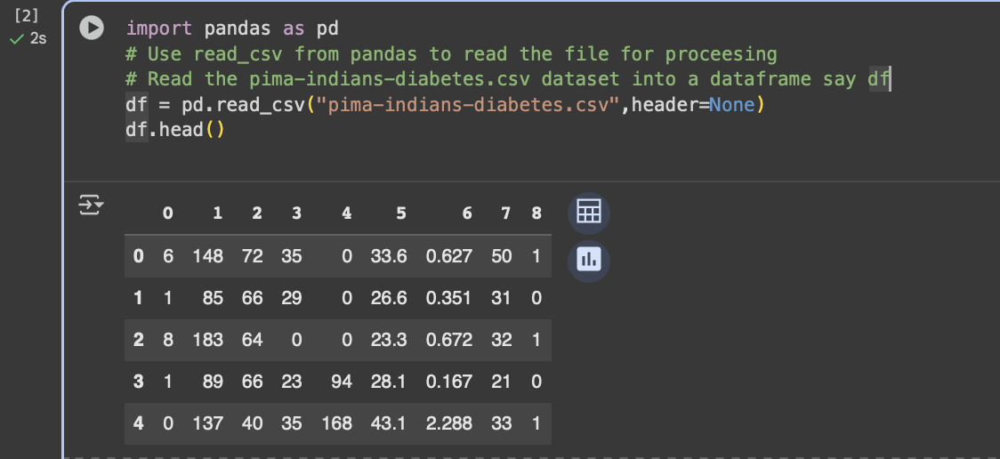 [2]
2s
import pandas as pd
# Use read_csv from pandas to read the file for proceesing
# Read the pima-indians-diabetes.csv dataset into a dataframe say df
df = pd.read_csv("pima-indians-diabetes.csv",header=None)
df.head()
0 1 2 3 4 5 6 7 8
0 6 148 72 35 0 33.6 0.627 50 1
1 1 85 66 29 0 26.6 0.351 31 0
2 8 183 64 0 0 23.3 0.672 32 1
3 1 89 66 23 94 28.1 0.167 21 0
4 0 137 40 35 168 43.1 2.288 33 1